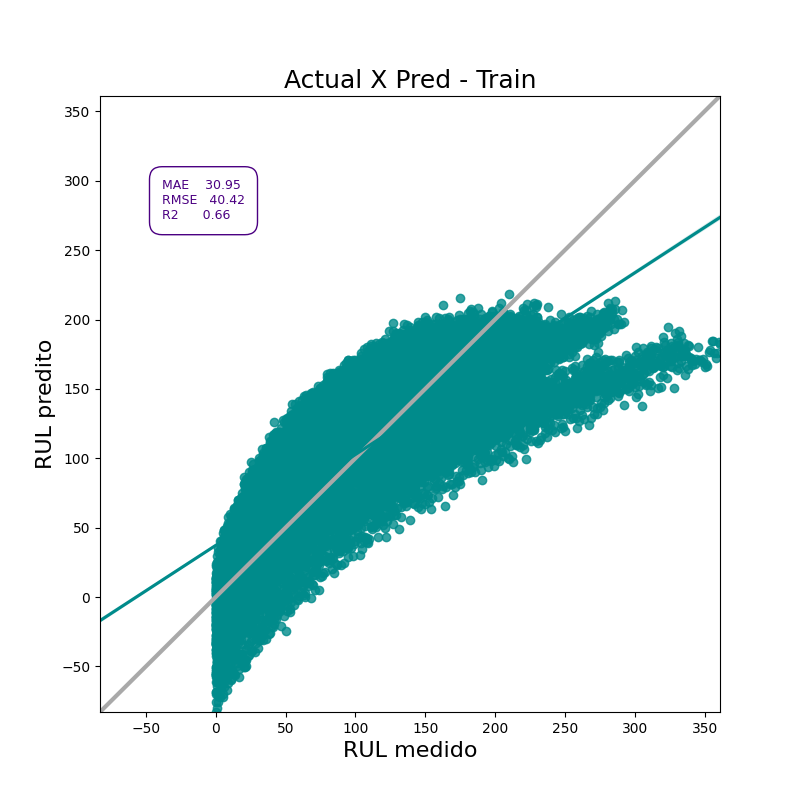 Actual X Pred - Train
350
300
250
200
150
100
50
0
−50
MAE 30.95
RMSE 40.42
R2 0.66
RUL predito
−50 0 50 100 150 200 250 300 350
RUL medido